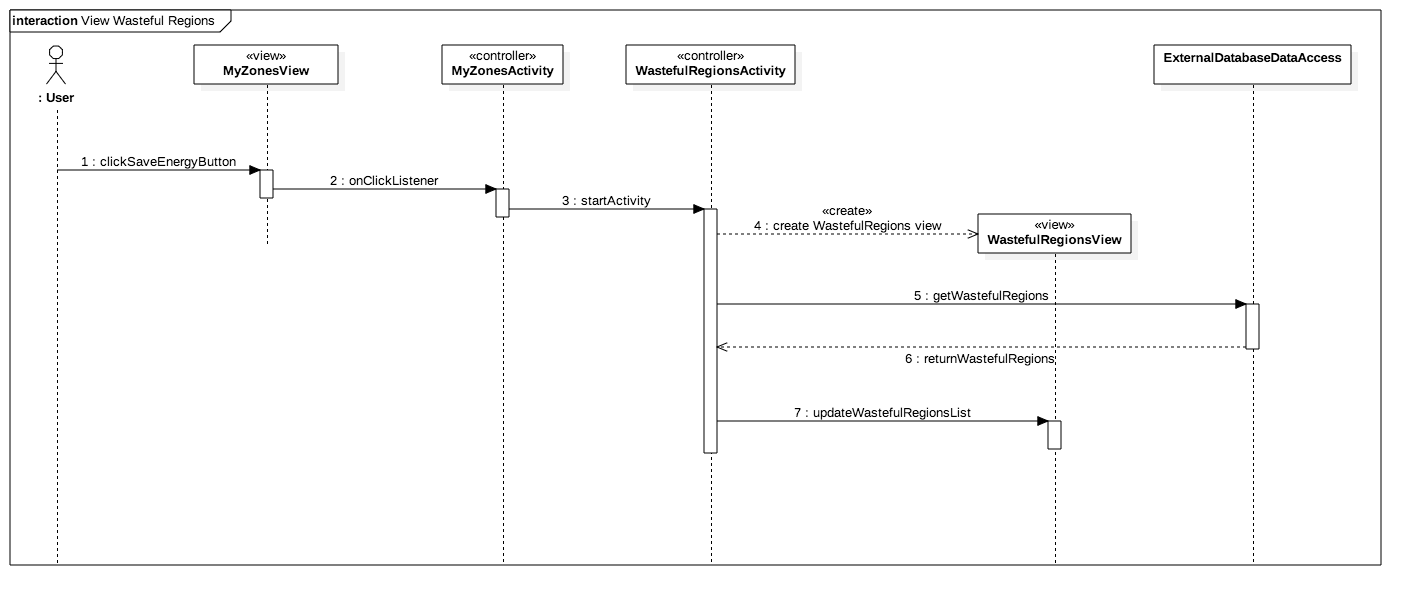 interaction View Wasteful Regions
«view»
MyZonesView
«controller»
MyZonesActivity
«controller»
WastefulRegionsActivity
ExternalDatabaseDataAccess
: User
1 : clickSaveEnergyButton
2 : onClickListener
3 : startActivity
«create»
4 : create WastefulRegions view
«view»
WastefulRegionsView
5 : getWastefulRegions
6 : returnWastefulRegions
7 : updateWastefulRegionsList